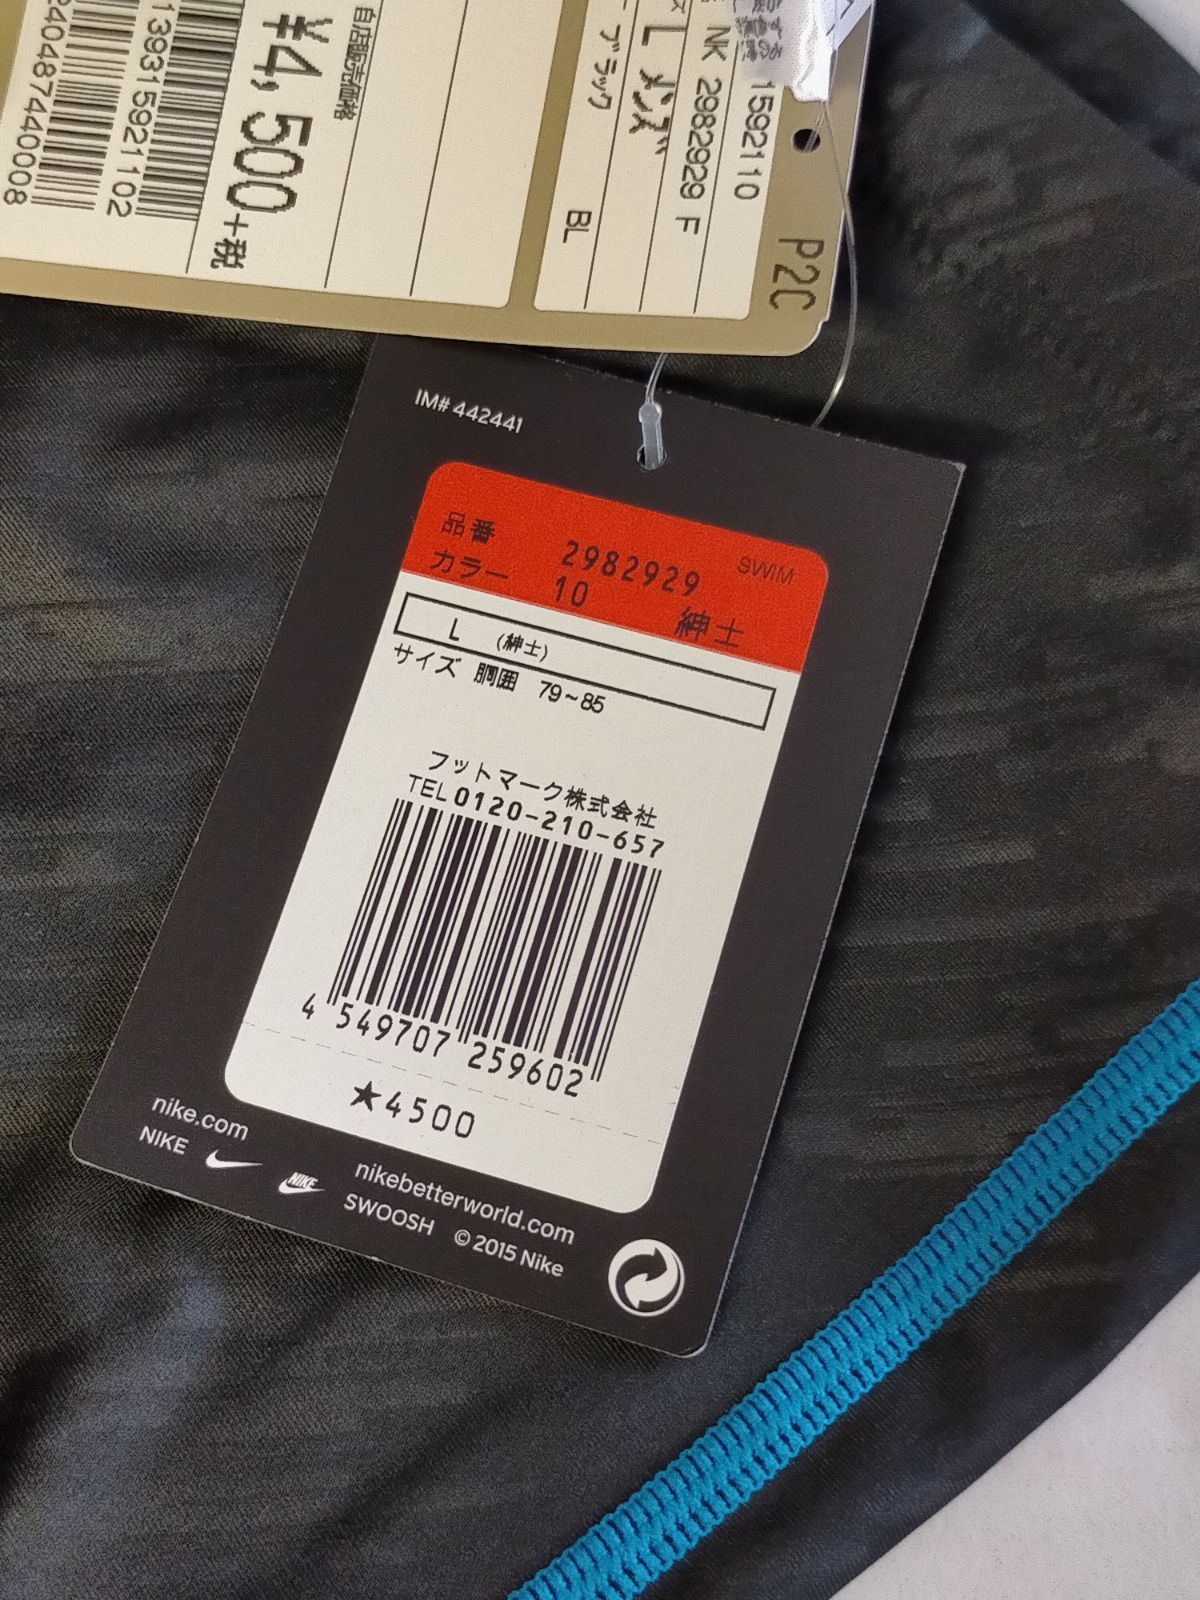 P2C
1592110
NK 2982929 F
L メンズ
ブラック BL
自店販売価格
¥4,500+税
139315921102
2404874440008
IM# 442441
品番 2982929 SWIM
カラー 10 紳士
L (紳士)
サイズ 胴囲 79~85
フットマーク株式会社
TEL 0120-210-657
4 549707 259602
★4500
nike.com
nikebetterworld.com
NIKE NIKE SWOOSH © 2015 Nike